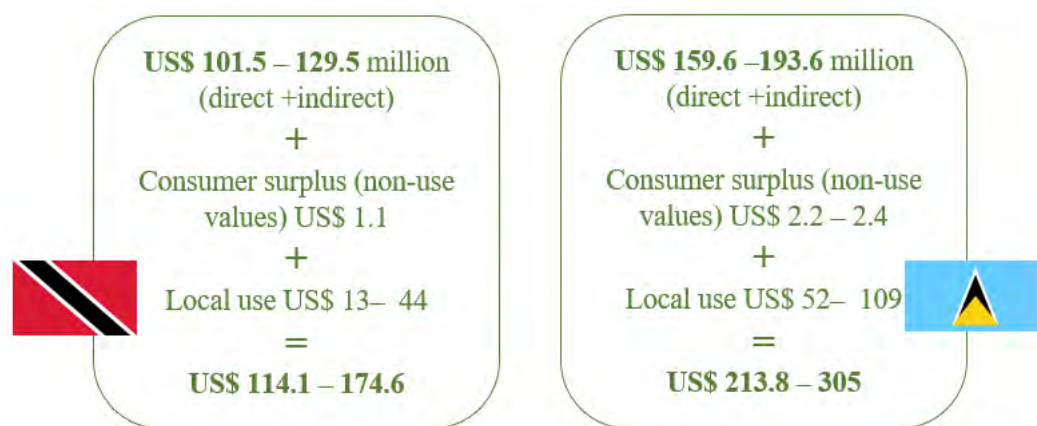 US$ 101.5 – 129.5 million
(direct +indirect)
+
Consumer surplus (non-use
values) US$ 1.1
+
Local use US$ 13– 44
=
US$ 114.1 – 174.6
US$ 159.6 –193.6 million
(direct +indirect)
+
Consumer surplus (non-use
values) US$ 2.2 – 2.4
+
Local use US$ 52– 109
=
US$ 213.8 – 305